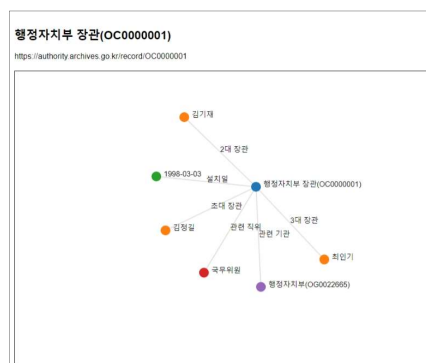 행정자치부 장관(OC0000001)
https://authority.archives.go.kr/record/OC0000001
김기재
2대 장관
1998-03-03
설치일
행정자치부 장관(OC0000001)
초대 장관
3대 장관
김정길
관련 직위
관련 기관
최인기
국무위원
행정자치부(OG0022665)